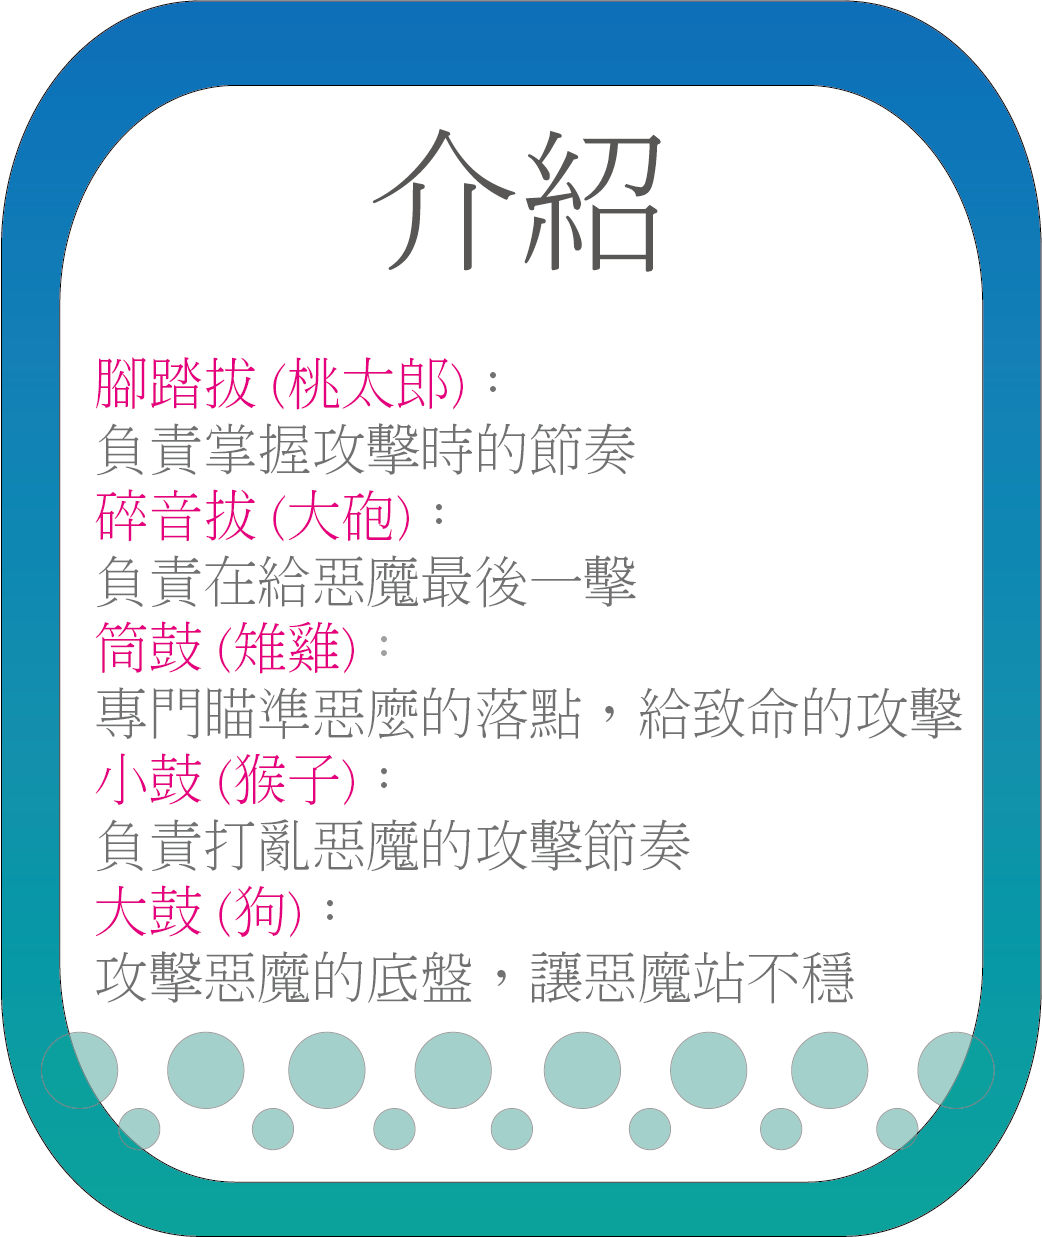 介紹
腳踏拔 (桃太郎)：
負責掌握攻擊時的節奏
碎音拔 (大砲)：
負責在給惡魔最後一擊
筒鼓 (雉雞)：
專門瞄準惡麼的落點，給致命的攻擊
小鼓 (猴子)：
負責打亂惡魔的攻擊節奏
大鼓 (狗)：
攻擊惡魔的底盤，讓惡魔站不穩